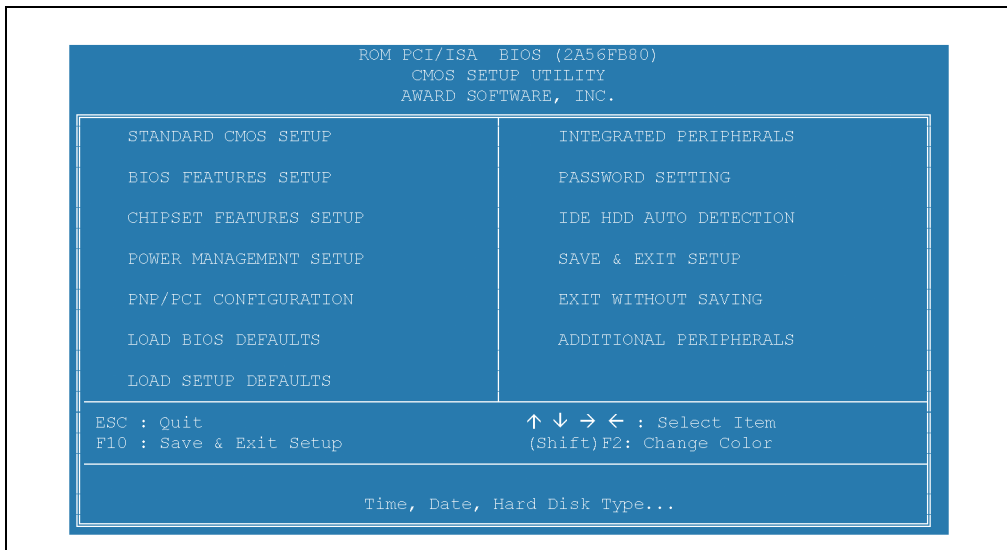 ROM PCI/ISA BIOS (2A56FB80)
CMOS SETUP UTILITY
AWARD SOFTWARE, INC.
STANDARD CMOS SETUP
BIOS FEATURES SETUP
CHIPSET FEATURES SETUP
POWER MANAGEMENT SETUP
PNP/PCI CONFIGURATION
LOAD BIOS DEFAULTS
LOAD SETUP DEFAULTS
INTEGRATED PERIPHERALS
PASSWORD SETTING
IDE HDD AUTO DETECTION
SAVE & EXIT SETUP
EXIT WITHOUT SAVING
ADDITIONAL PERIPHERALS
ESC : Quit
F10 : Save & Exit Setup
↑ ↓ → ← : Select Item
(Shift)F2: Change Color
Time, Date, Hard Disk Type...